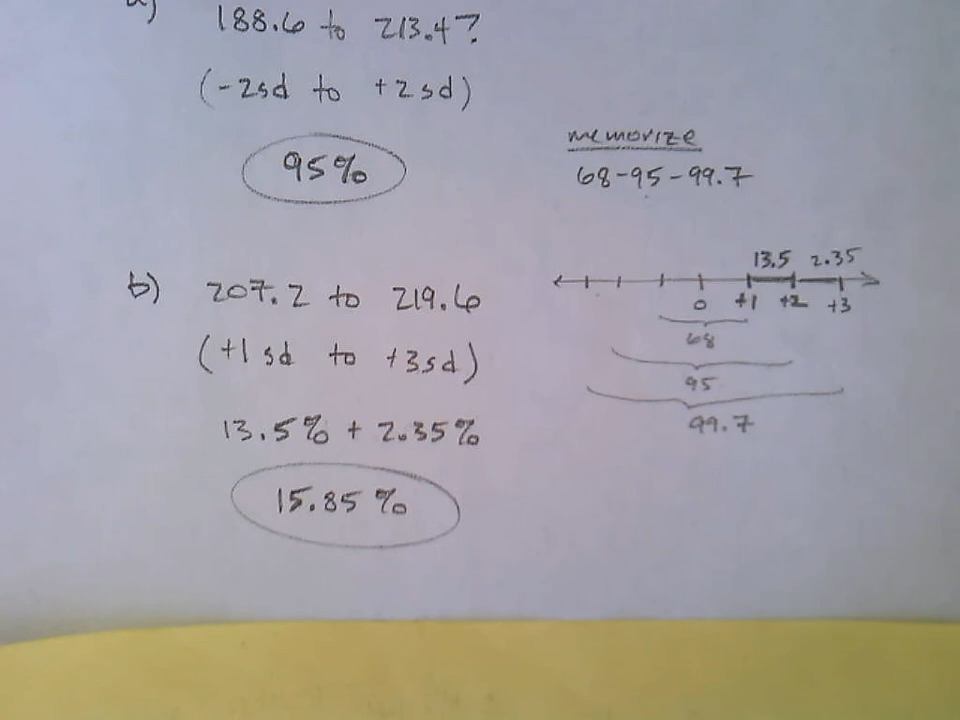 a)
188.6 to 213.4?
(-2sd to +2sd)
95%
memorize
68-95-99.7
b) 207.2 to 219.6
(+1sd to +3sd)
13.5% + 2.35%
15.85%
13.5 2.35
0 +1 +2 +3
68
95
99.7